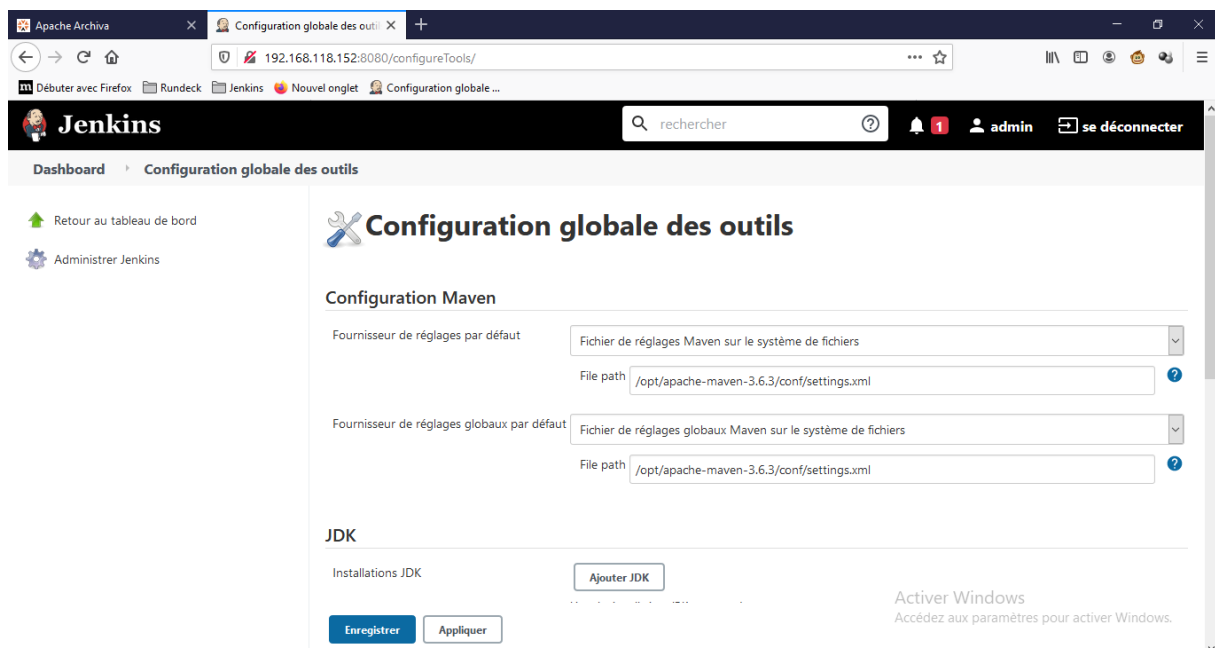 Apache Archiva
Configuration globale des outil
192.168.118.152:8080/configureTools/
Débuter avec Firefox Rundeck Jenkins Nouvel onglet Configuration globale ...
Jenkins
rechercher
1
admin
se déconnecter
Dashboard Configuration globale des outils
Retour au tableau de bord
Administrer Jenkins
Configuration globale des outils
Configuration Maven
Fournisseur de réglages par défaut
Fichier de réglages Maven sur le système de fichiers
File path /opt/apache-maven-3.6.3/conf/settings.xml
Fournisseur de réglages globaux par défaut
Fichier de réglages globaux Maven sur le système de fichiers
File path /opt/apache-maven-3.6.3/conf/settings.xml
JDK
Installations JDK
Ajouter JDK
Enregistrer Appliquer
Activer Windows
Accédez aux paramètres pour activer Windows.